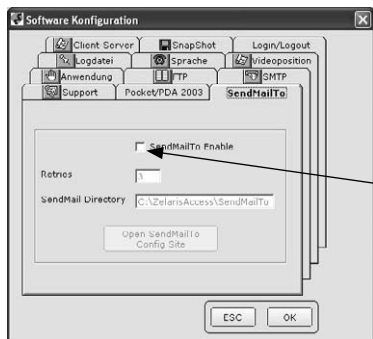 Software Konfiguration
Client Server SnapShot Login/Logout
Logdatei Sprache Videoposition
Anwendung FTP SMTP
Support Pocket/PDA 2003 SendMailTo
SendMailTo Enable
Retries 3
SendMail Directory C:\ZelarisAccess\SendMailTo
Open SendMailTo
Config Site
ESC OK